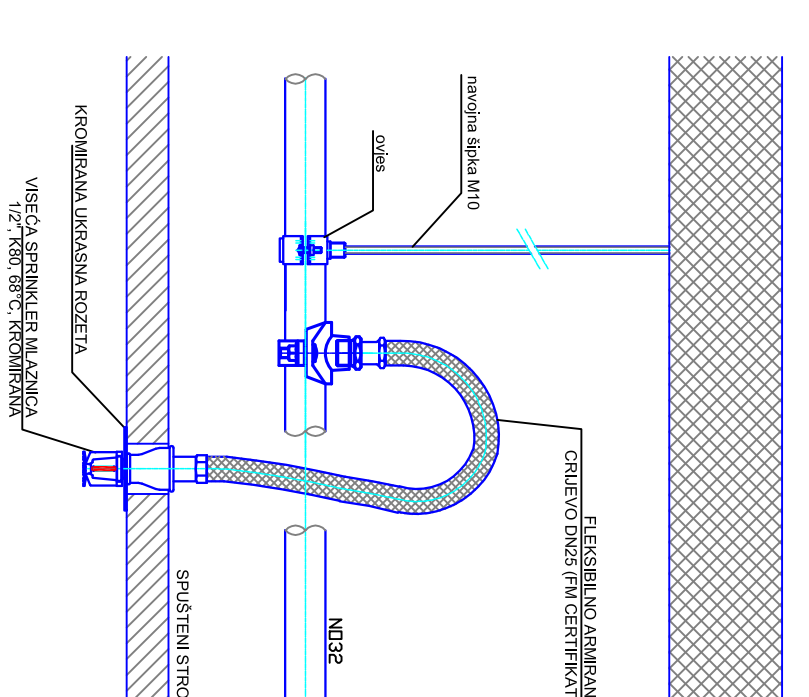 navojna šipka M10
ovjes
KROMIRANA UKRASNA ROZETA
VISEĆA SPRINKLER MLAZNICA
1/2", K80, 68°C, KROMIRANA
FLEKSIBILNO ARMIRAN
CRIJEVO DN25 (FM CERTIFIKAT
NO32
SPUŠTENI STRO